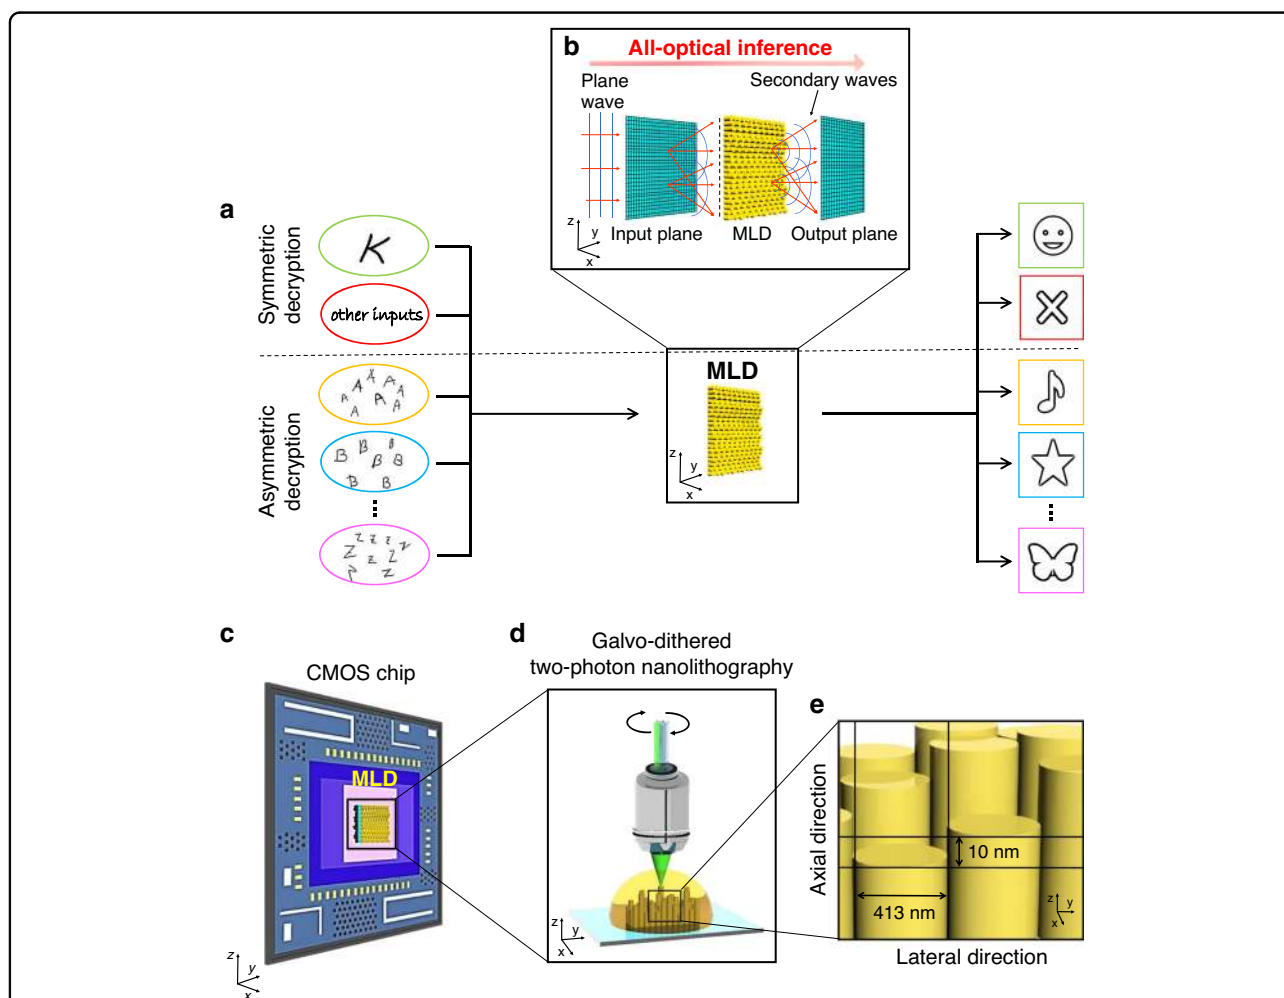 b
All-optical inference
Plane
wave
Secondary waves
z
y
x
Input plane
MLD
Output plane
a
Symmetric
decryption
K
other inputs
Asymmetric
decryption
A A A A A A A A
B B B B B B B
Z Z Z Z Z Z Z Z Z
MLD
z
y
x
c
CMOS chip
MLD
z
y
x
d
Galvo-dithered
two-photon nanolithography
z
y
x
e
Axial direction
10 nm
413 nm
z
y
x
Lateral direction